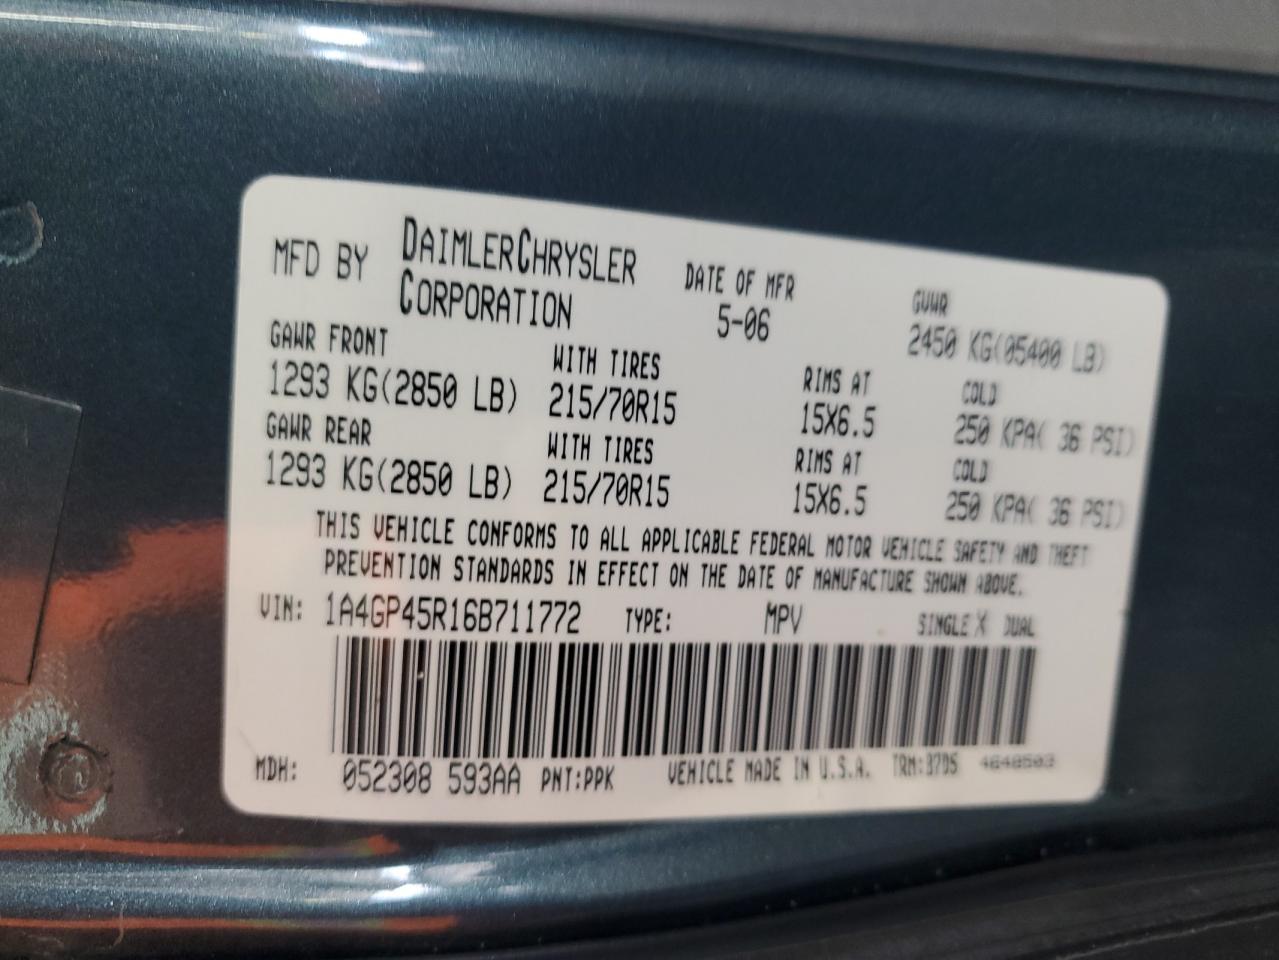 MFD BY DAIMLERCHRYSLER CORPORATION DATE OF MFR 5-06 GVWR 2450 KG(05400 LB)
GAWR FRONT WITH TIRES RIMS AT COLD
1293 KG(2850 LB) 215/70R15 15X6.5 250 KPA( 36 PSI)
GAWR REAR WITH TIRES RIMS AT COLD
1293 KG(2850 LB) 215/70R15 15X6.5 250 KPA( 36 PSI)
THIS VEHICLE CONFORMS TO ALL APPLICABLE FEDERAL MOTOR VEHICLE SAFETY AND THEFT
PREVENTION STANDARDS IN EFFECT ON THE DATE OF MANUFACTURE SHOWN ABOVE.
VIN: 1A4GP45R16B711772 TYPE: MPV SINGLE X DUAL
MDH: 052308 593AA PNT:PPK VEHICLE MADE IN U.S.A.